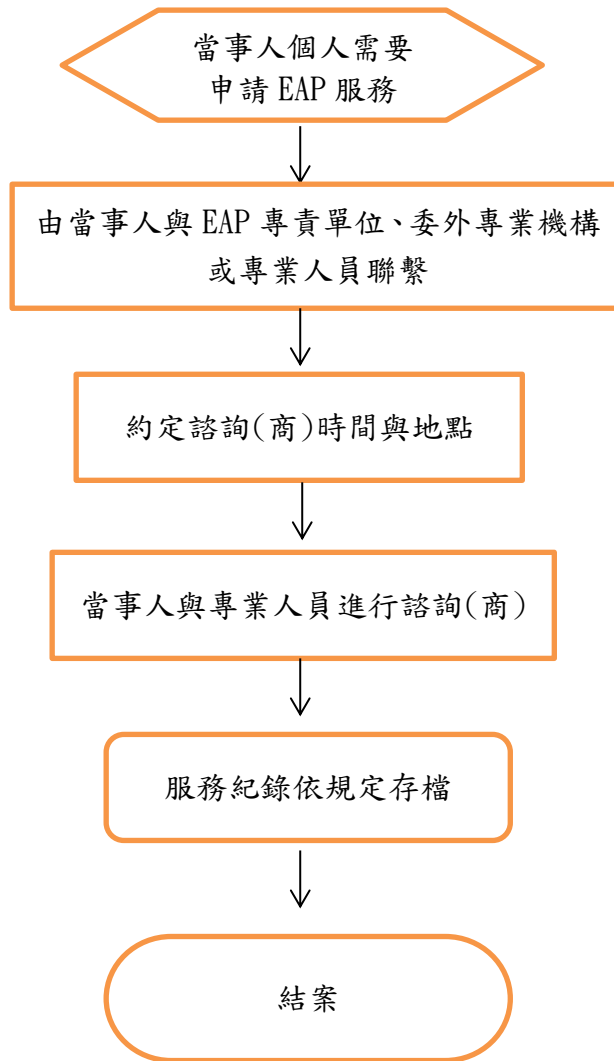 當事人個人需要
申請 EAP 服務
由當事人與 EAP 專責單位、委外專業機構
或專業人員聯繫
約定諮詢(商)時間與地點
當事人與專業人員進行諮詢(商)
服務紀錄依規定存檔
結案